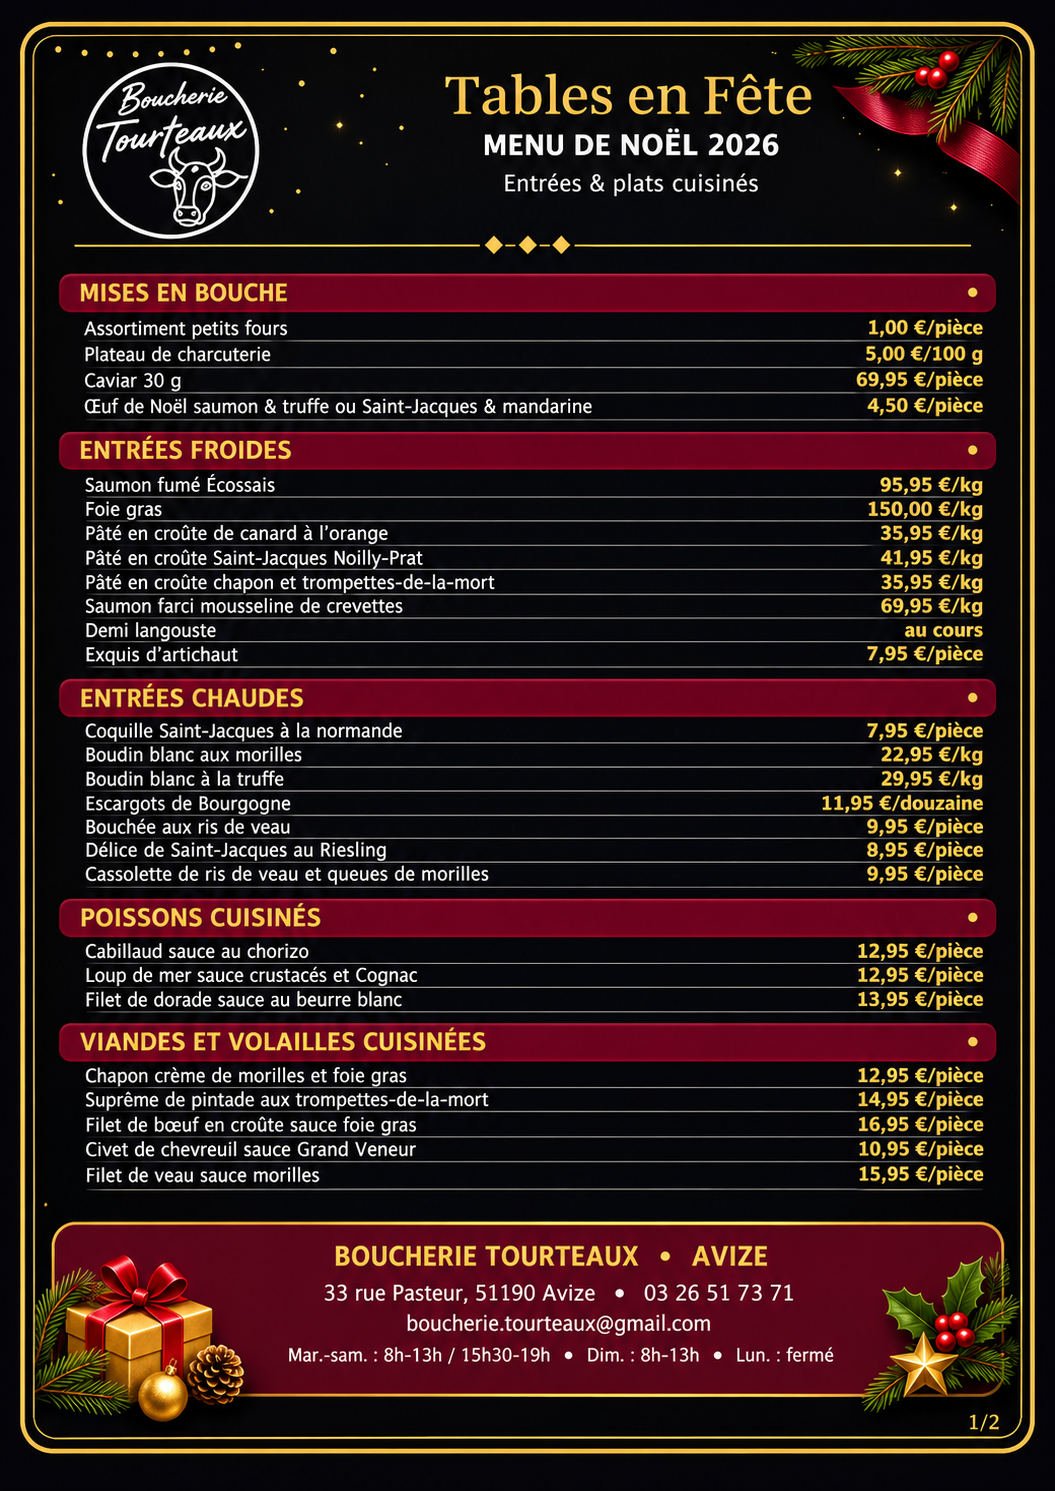 Boucherie
Tourteaux
Tables en Fête
MENU DE NOËL 2026
Entrées & plats cuisinés
MISES EN BOUCHE
Assortiment petits fours 1,00 €/pièce
Plateau de charcuterie 5,00 €/100 g
Caviar 30 g 69,95 €/pièce
Œuf de Noël saumon & truffe ou Saint-Jacques & mandarine 4,50 €/pièce
ENTRÉES FROIDES
Saumon fumé Écossais 95,95 €/kg
Foie gras 150,00 €/kg
Pâté en croûte de canard à l'orange 35,95 €/kg
Pâté en croûte Saint-Jacques Noilly-Prat 41,95 €/kg
Pâté en croûte chapon et trompettes-de-la-mort 35,95 €/kg
Saumon farci mousseline de crevettes 69,95 €/kg
Demi langouste au cours
Exquis d'artichaut 7,95 €/pièce
ENTRÉES CHAUDES
Coquille Saint-Jacques à la normande 7,95 €/pièce
Boudin blanc aux morilles 22,95 €/kg
Boudin blanc à la truffe 29,95 €/kg
Escargots de Bourgogne 11,95 €/douzaine
Bouchée aux ris de veau 9,95 €/pièce
Délice de Saint-Jacques au Riesling 8,95 €/pièce
Cassolette de ris de veau et queues de morilles 9,95 €/pièce
POISSONS CUISINÉS
Cabillaud sauce au chorizo 12,95 €/pièce
Loup de mer sauce crustacés et Cognac 12,95 €/pièce
Filet de dorade sauce au beurre blanc 13,95 €/pièce
VIANDES ET VOLAILLES CUISINÉES
Chapon crème de morilles et foie gras 12,95 €/pièce
Suprême de pintade aux trompettes-de-la-mort 14,95 €/pièce
Filet de bœuf en croûte sauce foie gras 16,95 €/pièce
Civet de chevreuil sauce Grand Veneur 10,95 €/pièce
Filet de veau sauce morilles 15,95 €/pièce
BOUCHERIE TOURTEAUX • AVIZE
33 rue Pasteur, 51190 Avize • 03 26 51 73 71
boucherie.tourteaux@gmail.com
Mar.-sam. : 8h-13h / 15h30-19h • Dim. : 8h-13h • Lun. : fermé
1/2